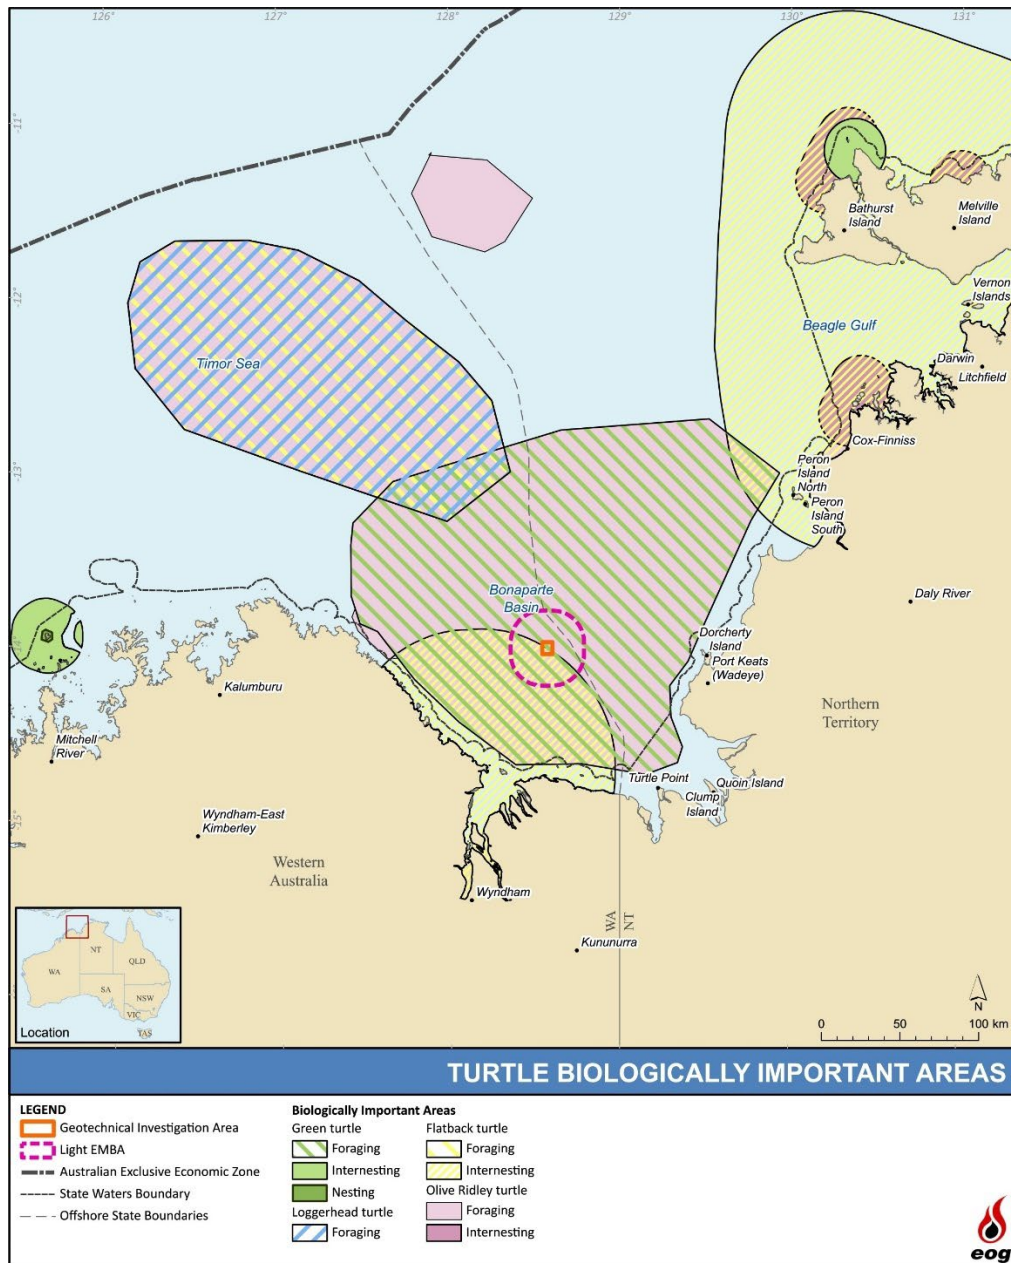 126°
127°
128°
129°
130°
131°
-11°
-12°
-13°
-14°
-15°
Bathurst
Island
Melville
Island
Vernon
Islands
Beagle Gulf
Timor Sea
Darwin
Litchfield
Cox-Finniss
Peron
Island
North
Peron
Island
South
Bonaparte
Basin
Daly River
Dorcherty
Island
Port Keats
(Wadeye)
Kalumburu
Northern
Territory
Mitchell
River
Turtle Point
Quoin Island
Clump
Island
Wyndham-East
Kimberley
Western
Australia
Wyndham
WA
NT
Kununurra
WA
NT
QLD
SA
NSW
VIC
TAS
Location
N
0 50 100 km
TURTLE BIOLOGICALLY IMPORTANT AREAS
LEGEND
Geotechnical Investigation Area
Light EMBA
Australian Exclusive Economic Zone
State Waters Boundary
Offshore State Boundaries
Biologically Important Areas
Green turtle
Foraging
Internesting
Nesting
Loggerhead turtle
Foraging
Flatback turtle
Foraging
Internesting
Olive Ridley turtle
Foraging
Internesting
eog